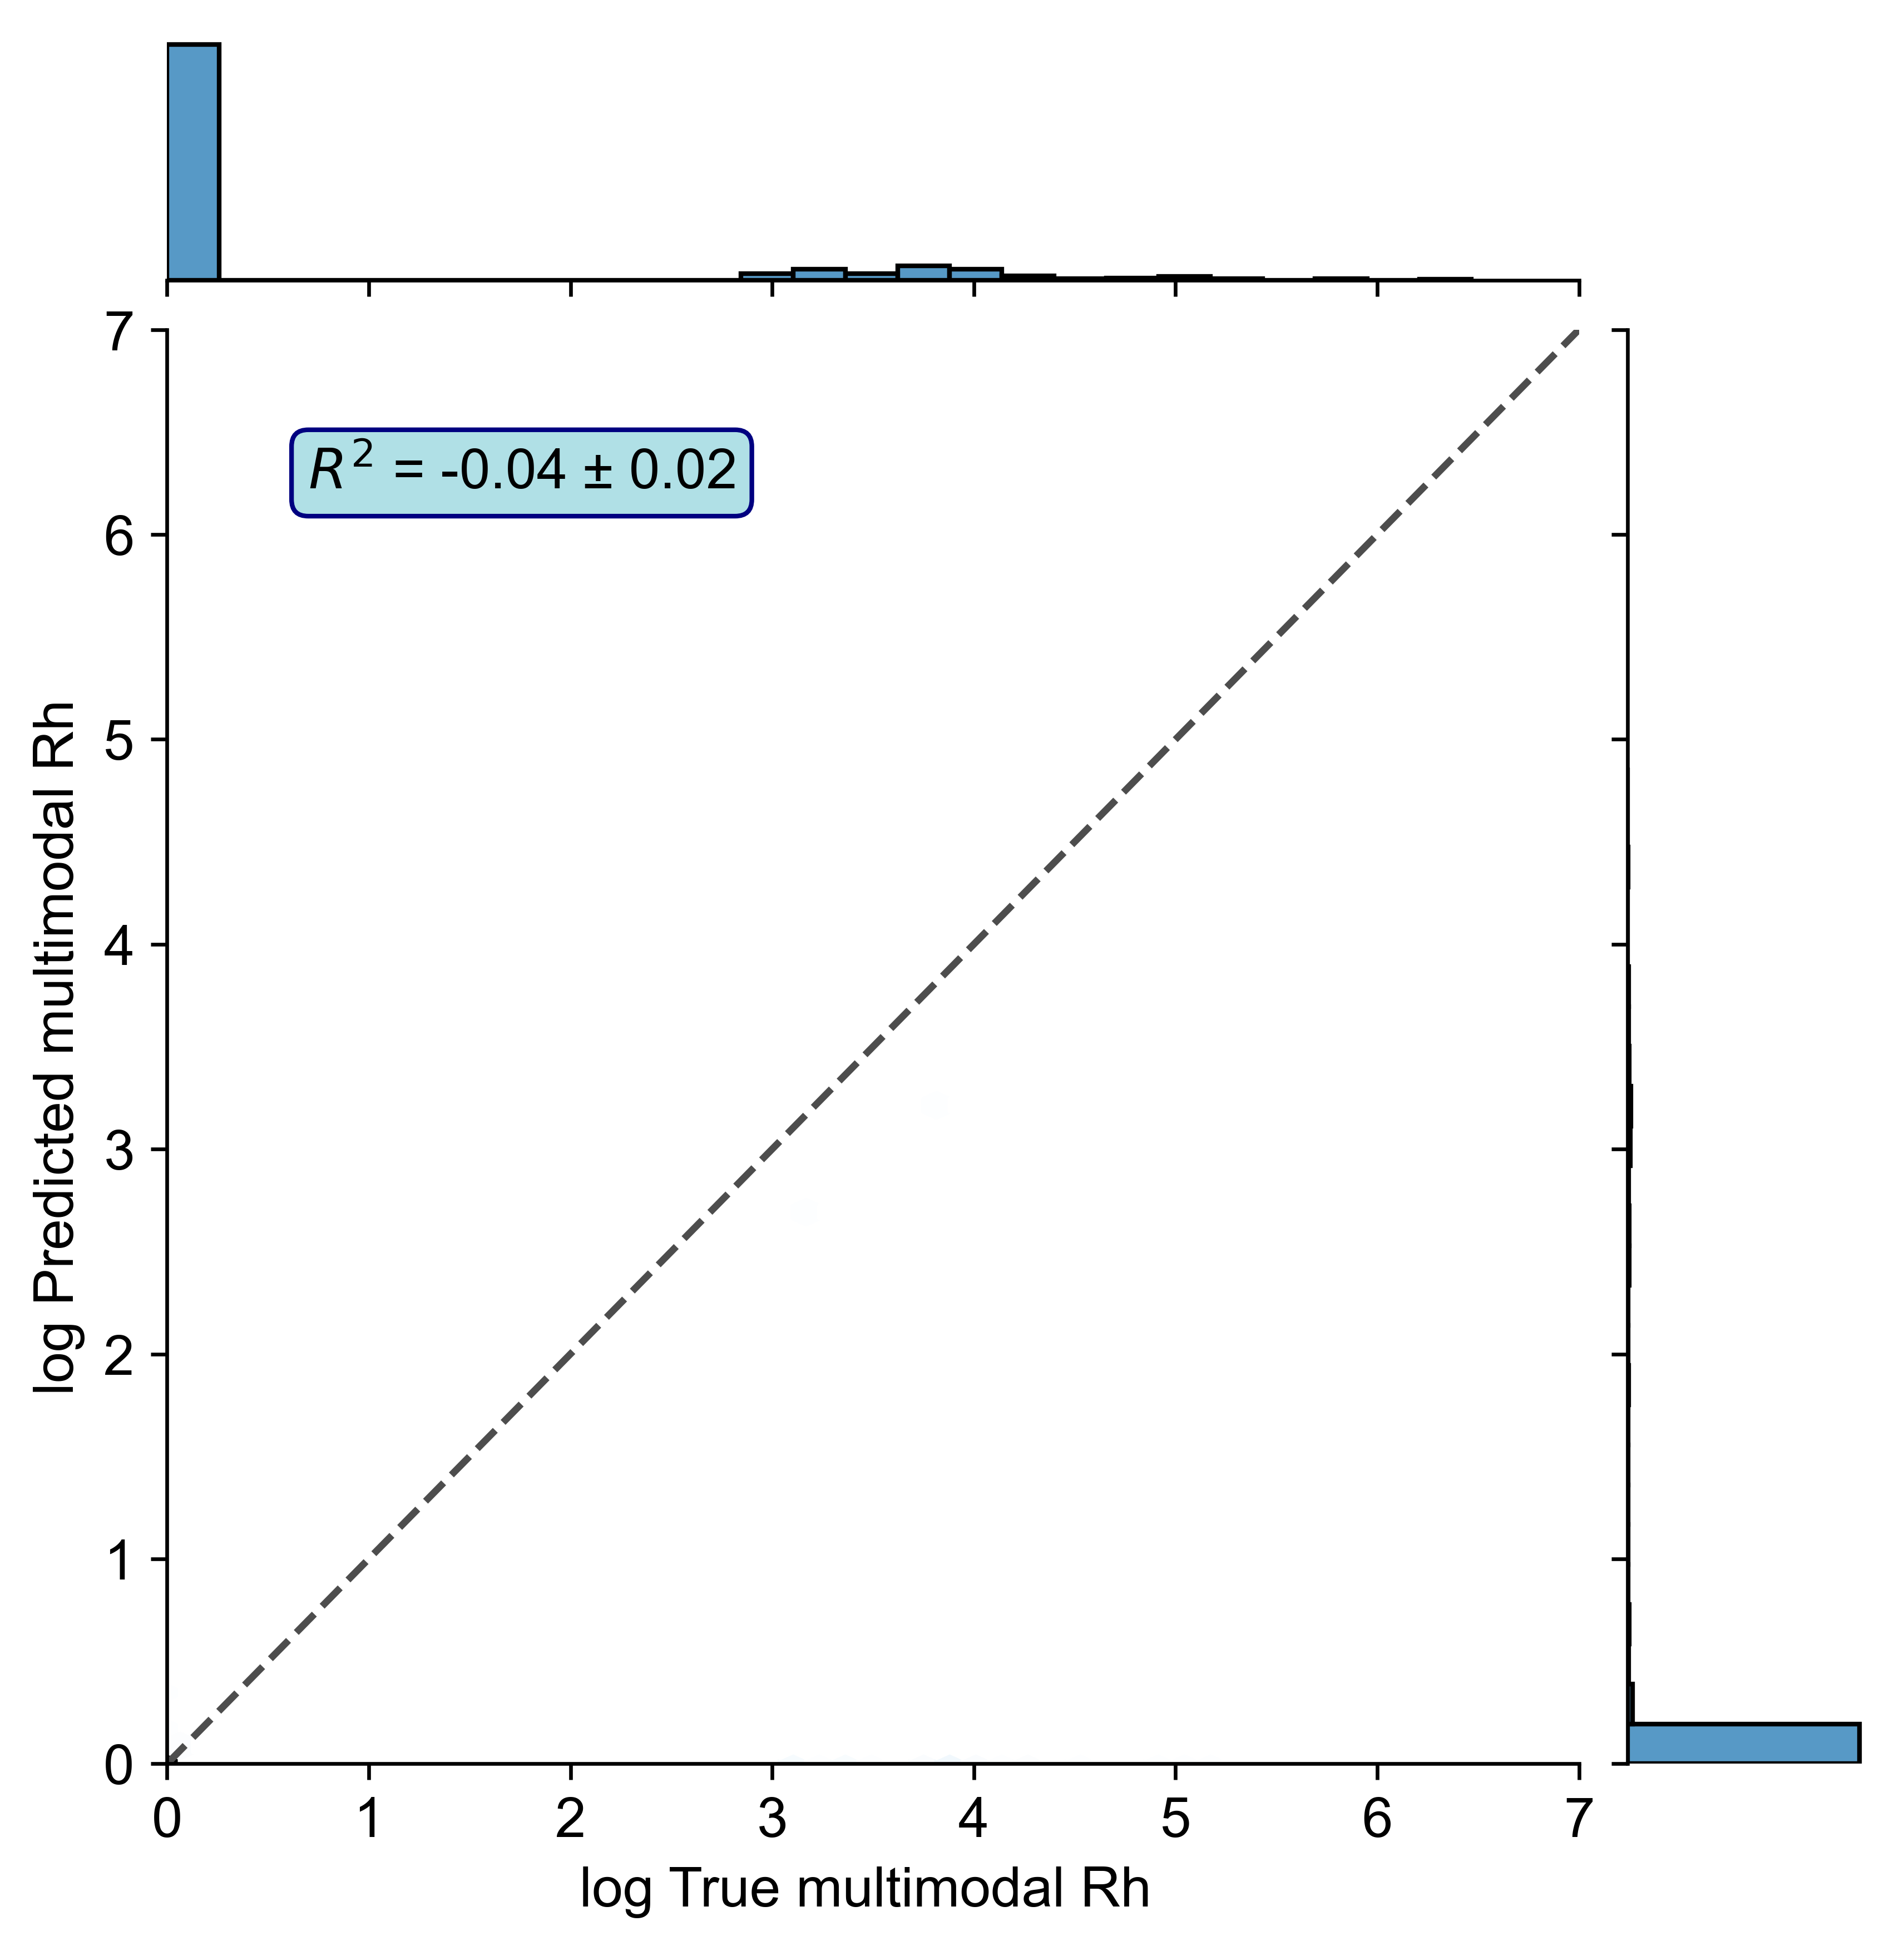 R² = -0.04 ± 0.02
log Predicted multimodal Rh
7
6
5
4
3
2
1
0
0 1 2 3 4 5 6 7
log True multimodal Rh